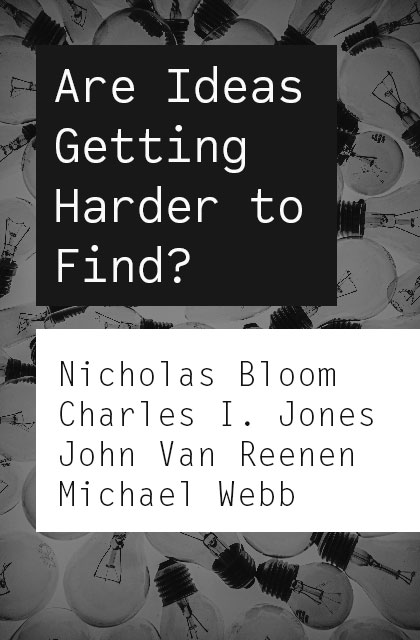 Are Ideas
Getting
Harder to
Find?
Nicholas Bloom
Charles I. Jones
John Van Reenen
Michael Webb